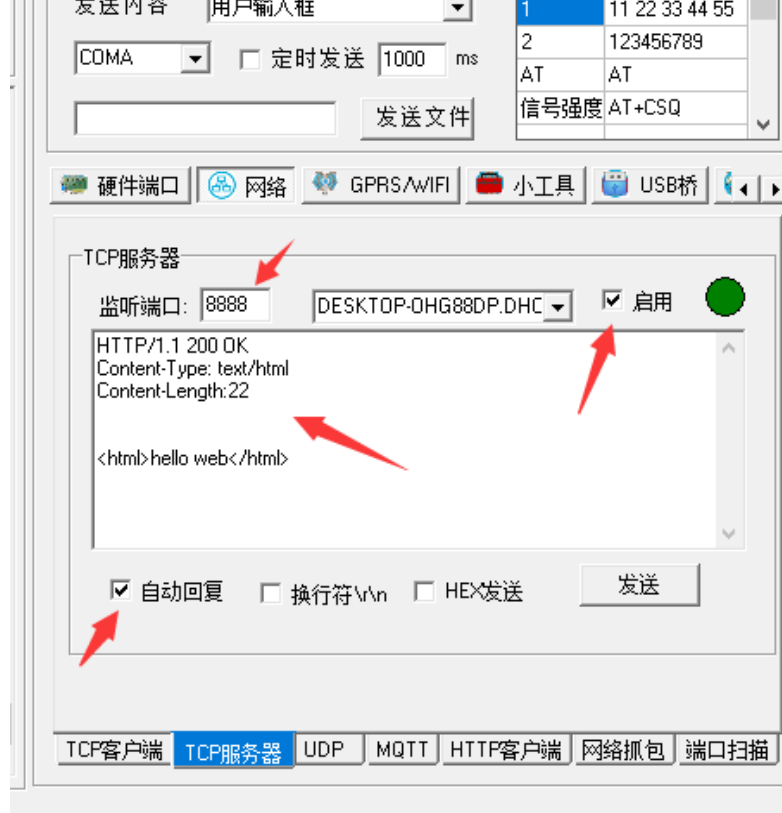 发送内容 用户输入框
1 11 22 33 44 55
COMA 定时发送 1000 ms
2 123456789
AT AT
发送文件
信号强度 AT+CSQ
硬件端口 网络 GPRS/WIFI 小工具 USB桥
TCP服务器
监听端口: 8888 DESKTOP-OHG88DP.DHC 启用
HTTP/1.1 200 OK
Content-Type: text/html
Content-Length:22
<html>hello web</html>
自动回复 换行符\r\n HEX发送 发送
TCP客户端 TCP服务器 UDP MQTT HTTP客户端 网络抓包 端口扫描